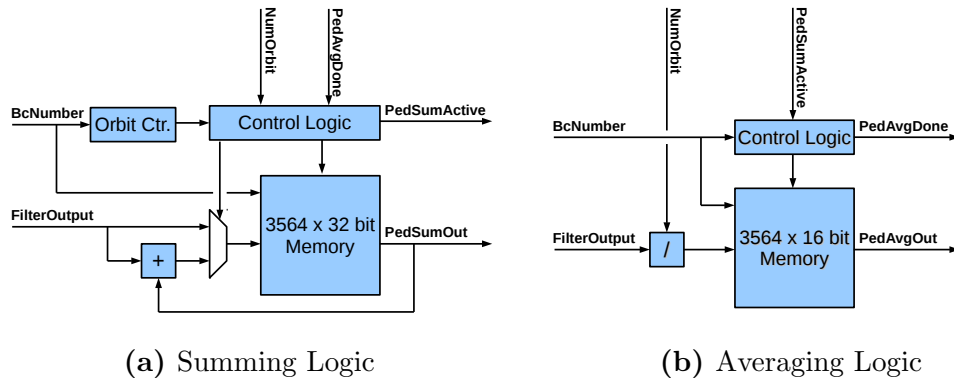 NumOrbit
PedAvgDone
BcNumber
Orbit Ctr.
Control Logic
PedSumActive
FilterOutput
+
3564 x 32 bit
Memory
PedSumOut
(a) Summing Logic
NumOrbit
PedSumActive
BcNumber
Control Logic
PedAvgDone
FilterOutput
/
3564 x 16 bit
Memory
PedAvgOut
(b) Averaging Logic